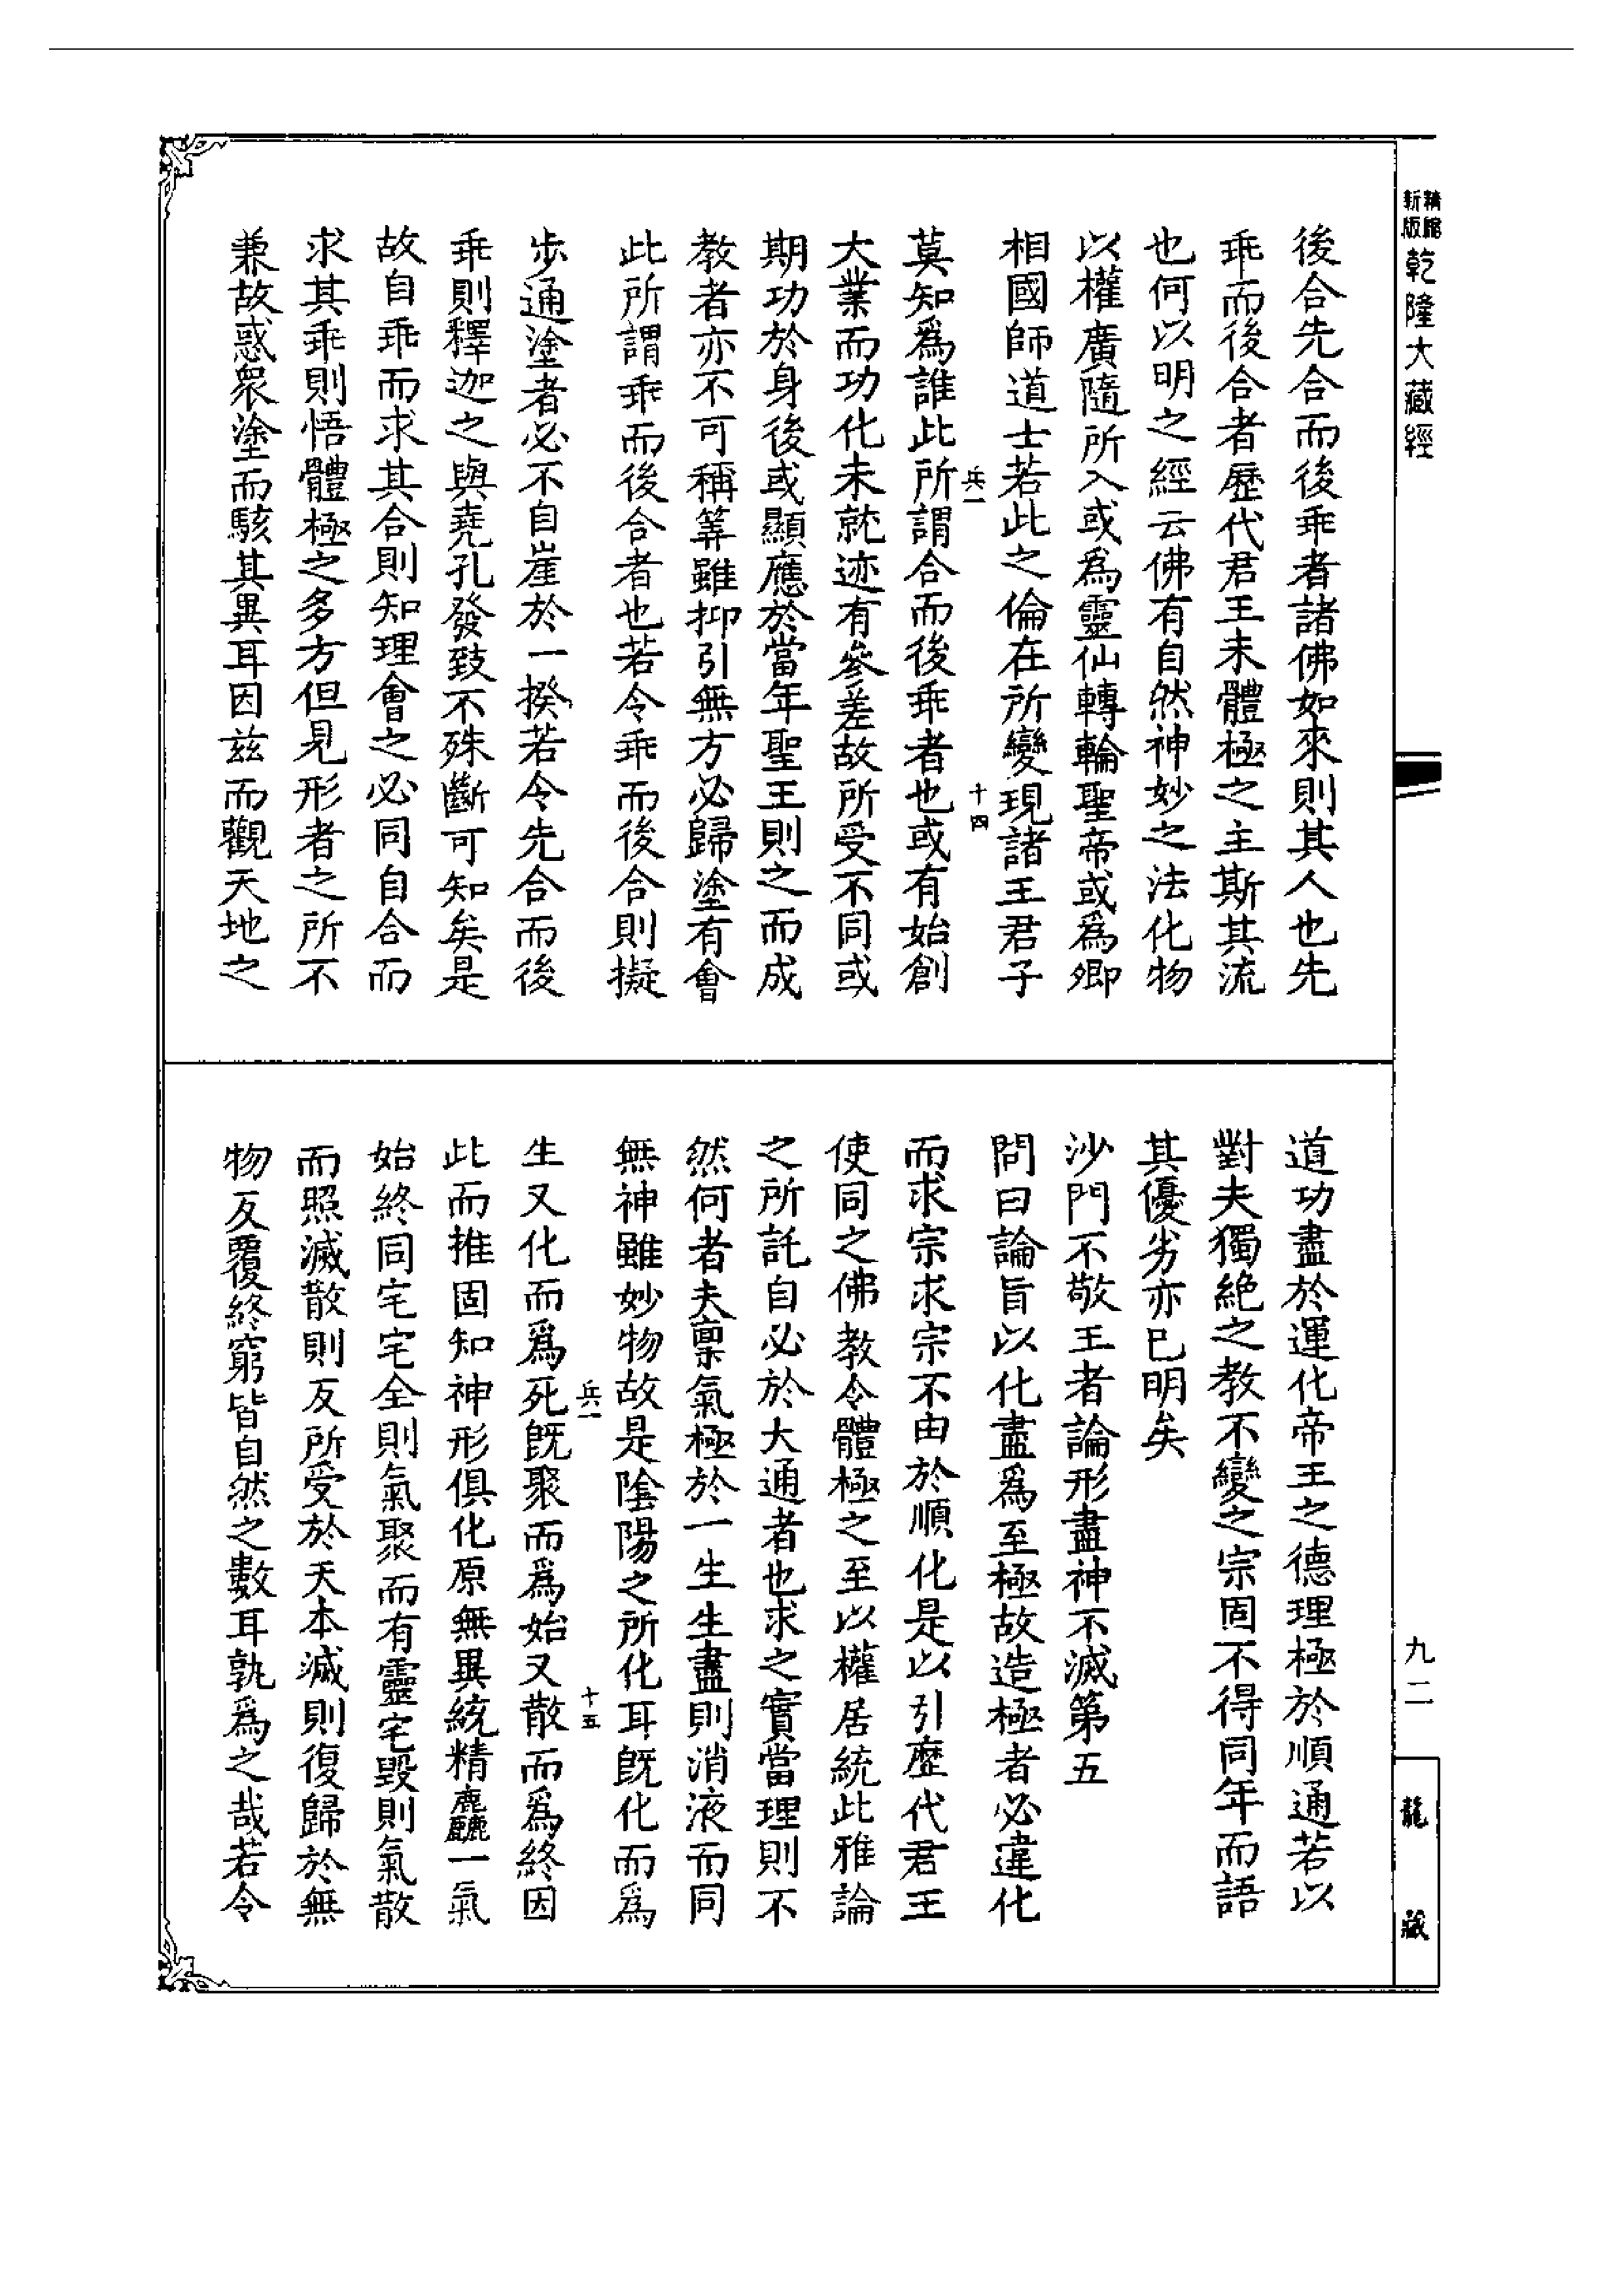 精縮
新版
乾隆大藏經
後合先合而後乖者諸佛如來則其人也先
乖而後合者歷代君王未體極之主斯其流
也何以明之經云佛有自然神妙之法化物
以權廣隨所入或爲靈仙轉輪聖帝或爲卿
相國師道士若此之倫在所變現諸王君子
兵一
十四
莫知爲誰此所謂合而後乖者也或有始創
大業而功化未就迹有參差故所受不同或
期功於身後或顯應於當年聖王則之而成
教者亦不可稱筭雖抑引無方必歸塗有會
此所謂乖而後合者也若令乖而後合則擬
步通塗者必不自崖於一揆若令先合而後
乖則釋迦之與堯孔發致不殊斷可知矣是
故自乖而求其合則知理會之必同自合而
求其乖則悟體極之多方但見形者之所不
兼故惑衆塗而駭其異耳因兹而觀天地之
道功盡於運化帝王之德理極於順通若以
對夫獨絶之教不變之宗固不得同年而語
其優劣亦已明矣
沙門不敬王者論形盡神不滅第五
問曰論旨以化盡爲至極故造極者必違化
而求宗求宗不由於順化是以引歷代君王
使同之佛教令體極之至以權居統此雅論
之所託自必於大通者也求之實當理則不
然何者夫禀氣極於一生生盡則消液而同
無神雖妙物故是陰陽之所化耳旣化而爲
兵一
十五
生又化而爲死旣聚而爲始又散而爲終因
此而推固知神形俱化原無異統精麤一氣
始終同宅宅全則氣聚而有靈宅毁則氣散
而照滅散則反所受於天本滅則復歸於無
物反覆終窮皆自然之數耳孰爲之哉若令
九二
龍藏